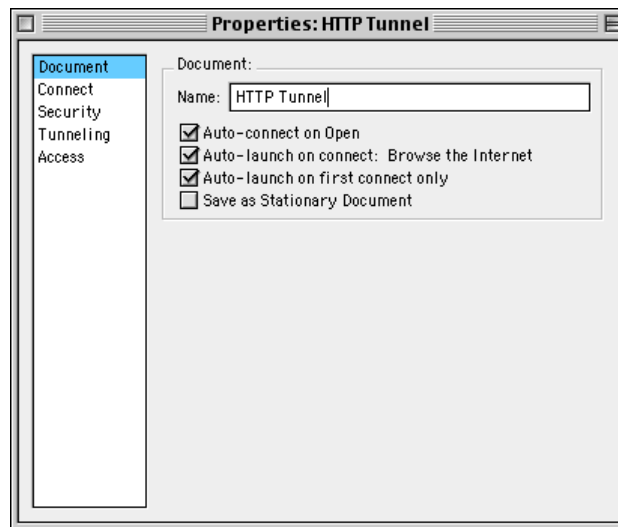 Properties: HTTP Tunnel
Document
Connect
Security
Tunneling
Access
Document:
Name: HTTP Tunnel
Auto-connect on Open
Auto-launch on connect: Browse the Internet
Auto-launch on first connect only
Save as Stationary Document